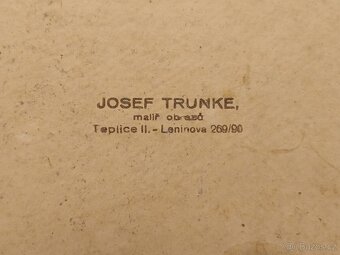 JOSEF TRUNKE,
malíř obrazů
Teplice II. - Leninova 269/90